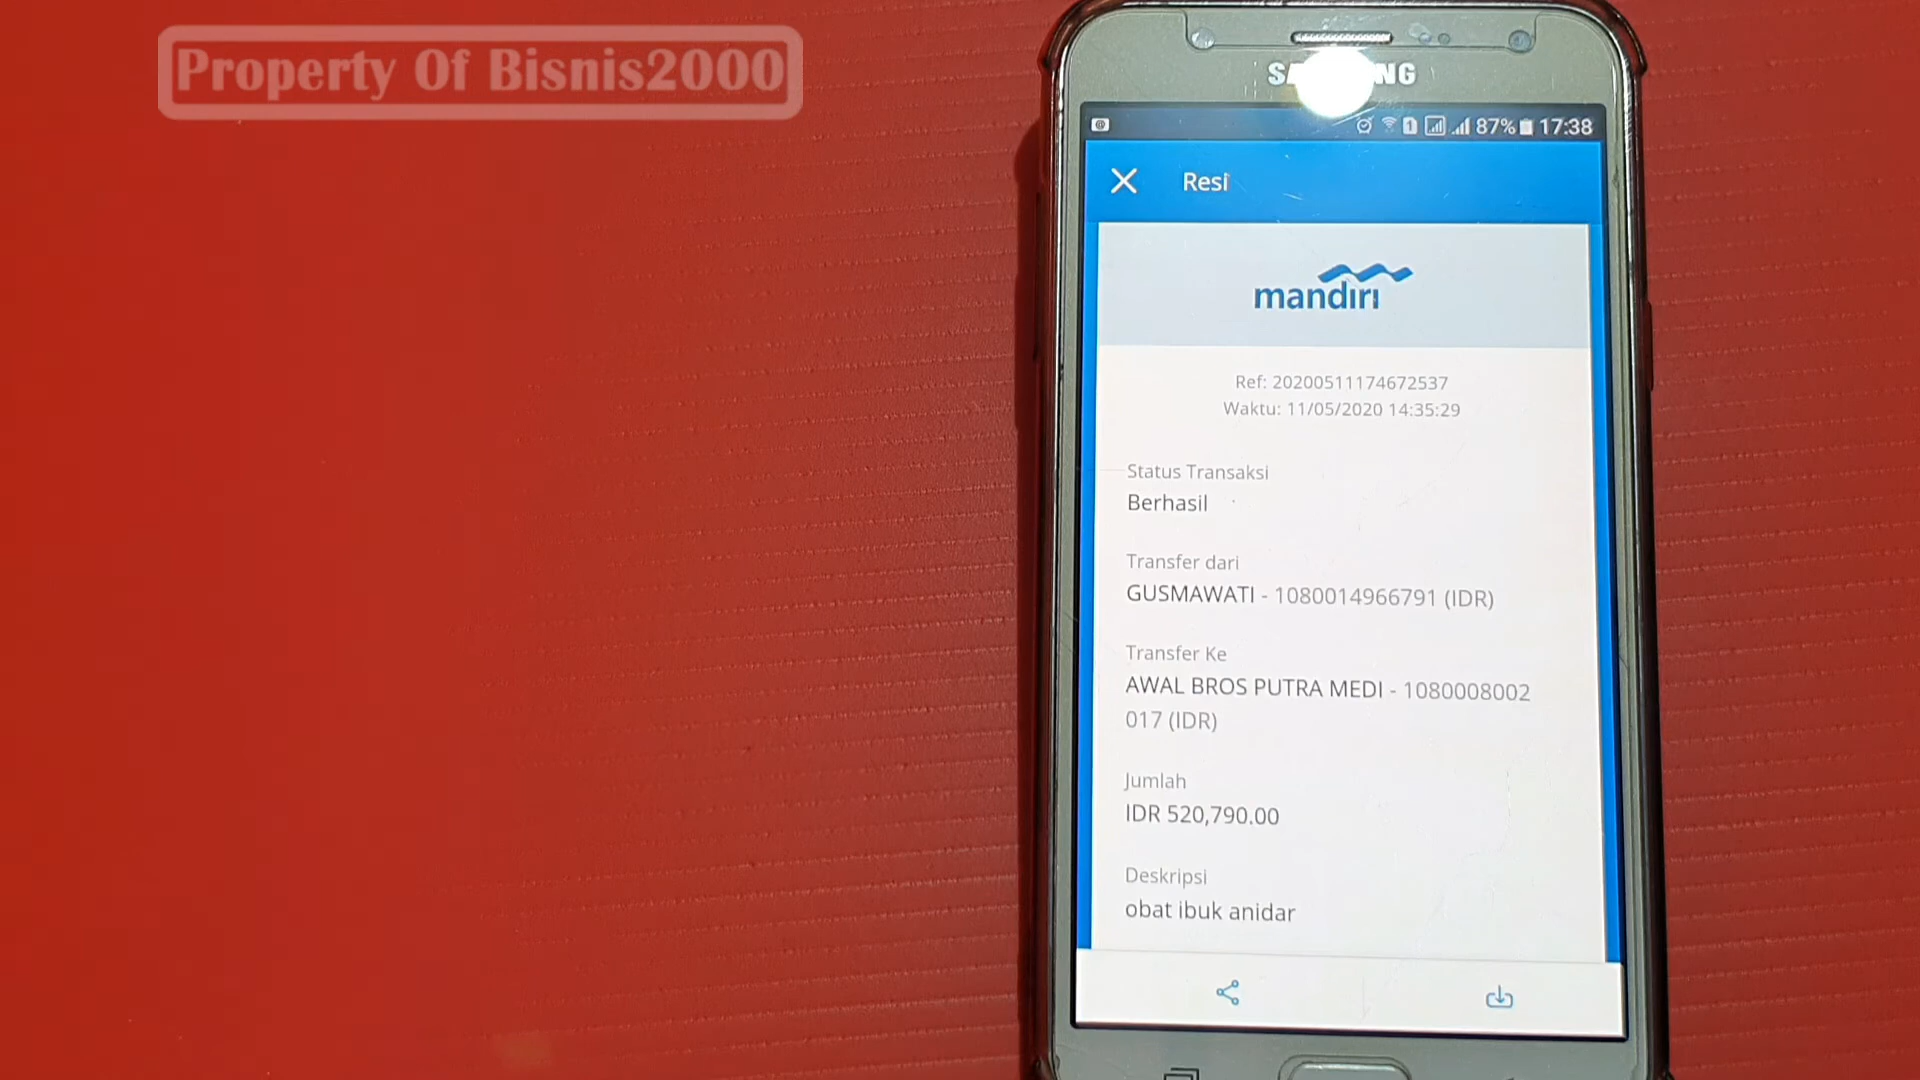 Property Of Bisnis2000
SAMSUNG
1 87% 17:38
Resi
mandiri
Ref: 20200511174672537
Waktu: 11/05/2020 14:35:29
Status Transaksi
Berhasil
Transfer dari
GUSMAWATI - 1080014966791 (IDR)
Transfer Ke
AWAL BROS PUTRA MEDI - 1080008002
017 (IDR)
Jumlah
IDR 520,790.00
Deskripsi
obat ibuk anidar